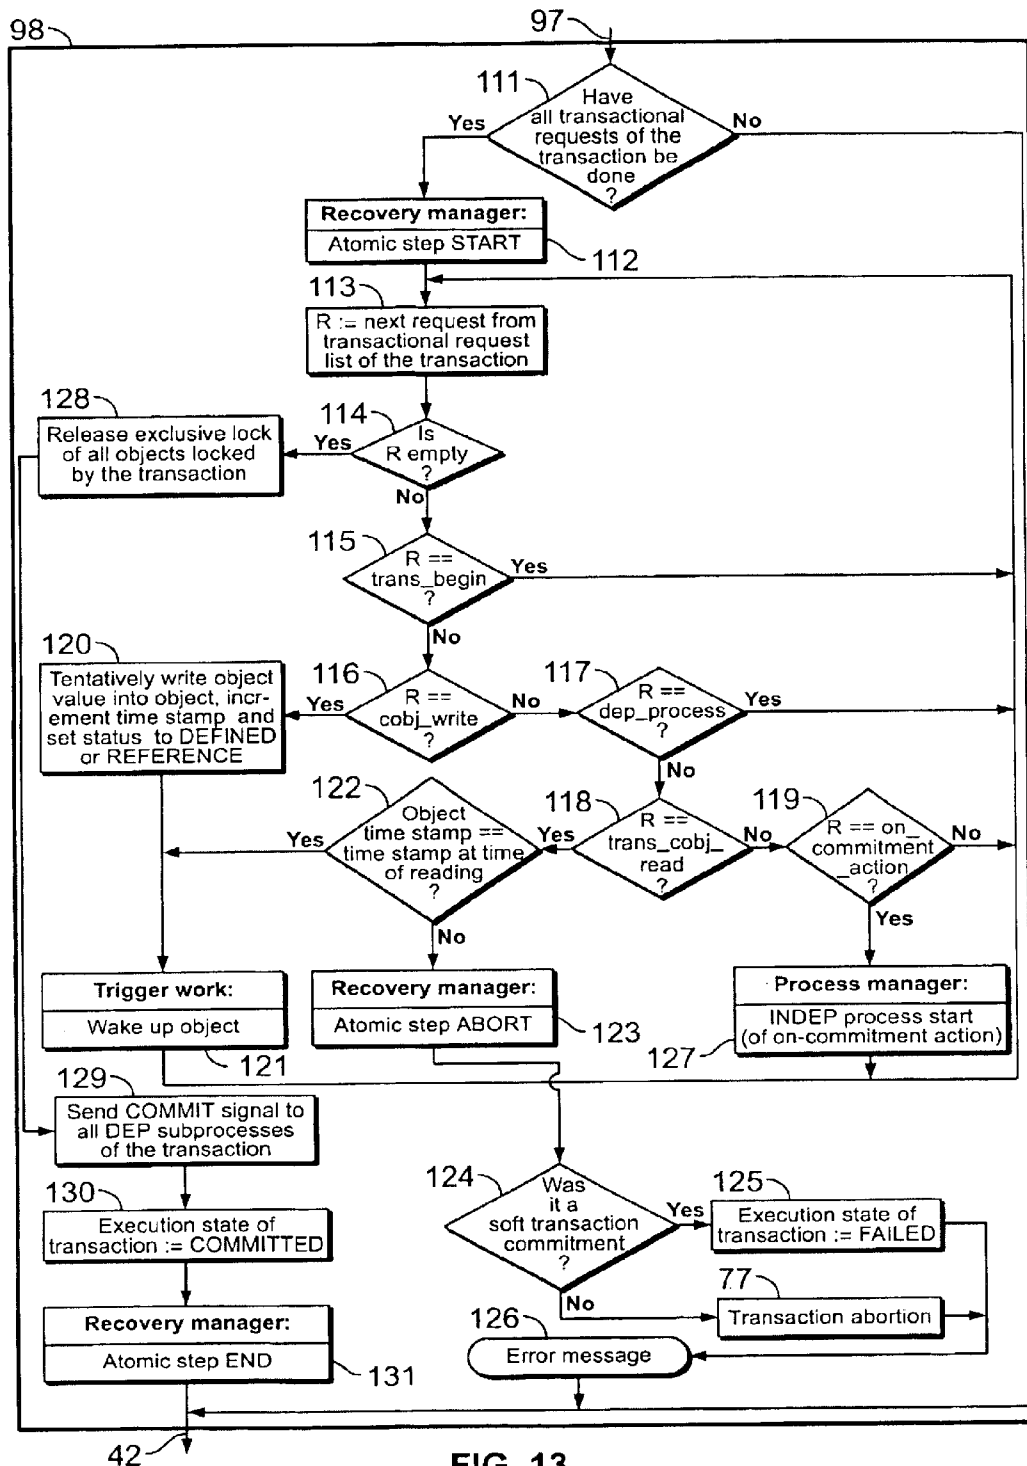 98
97
111
Have
all transactional
requests of the
transaction be
done
?
Yes
No
Recovery manager:
Atomic step START
112
113
R := next request from
transactional request
list of the transaction
128
Release exclusive lock
of all objects locked
by the transaction
114
Is
R empty
?
Yes
No
115
R ==
trans_begin
?
Yes
No
120
Tentatively write object
value into object, incr-
ement time stamp and
set status to DEFINED
or REFERENCE
116
R ==
cobj_write
?
Yes
No
117
R ==
dep_process
?
Yes
No
122
Object
time stamp ==
time stamp at time
of reading
?
Yes
No
118
R ==
trans_cobj_
read
?
Yes
No
119
R == on_
commitment
_action
?
No
Yes
Trigger work:
Wake up object
121
Recovery manager:
Atomic step ABORT
123
Process manager:
INDEP process start
(of on-commitment action)
127
129
Send COMMIT signal to
all DEP subprocesses
of the transaction
124
Was
it a
soft transaction
commitment
?
Yes
No
125
Execution state of
transaction := FAILED
130
Execution state of
transaction := COMMITTED
77
Transaction abortion
126
Error message
Recovery manager:
Atomic step END
131
42
FIG. 13